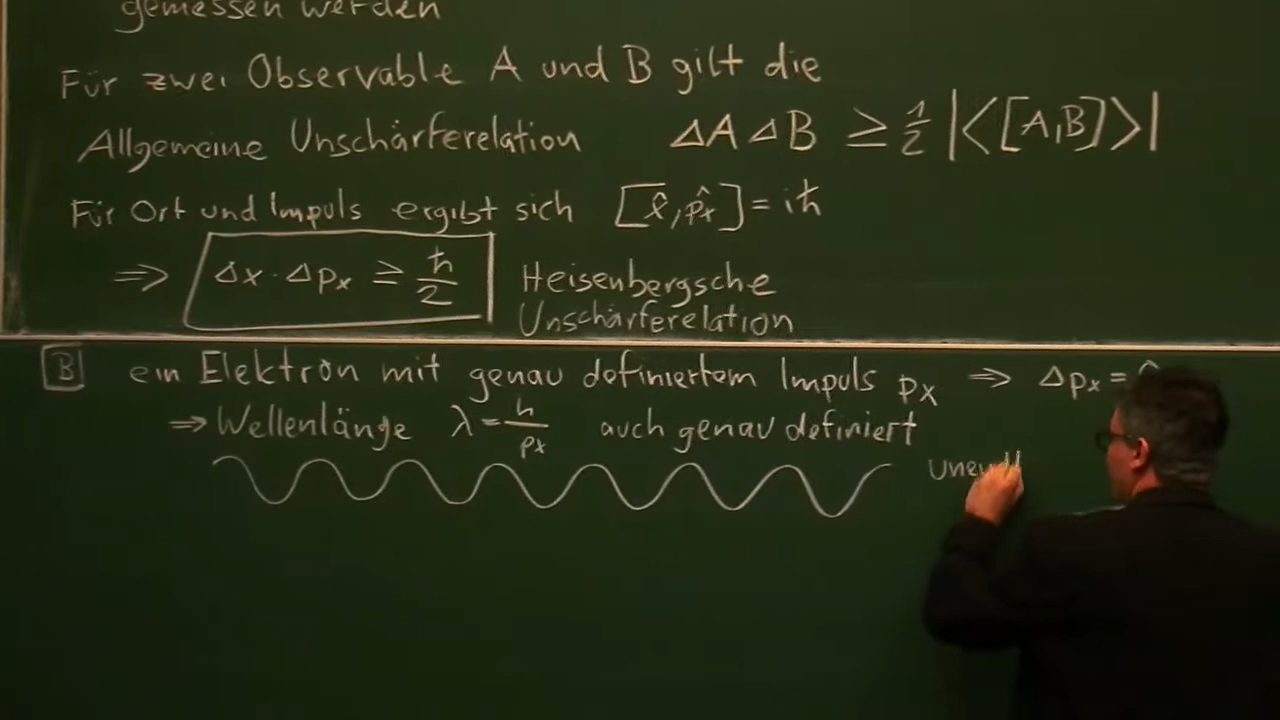 gemessen werden
Für zwei Observable A und B gilt die
Allgemeine Unschärferelation ΔA ΔB ≥ 1/2 |<[A,B]>|
Für Ort und Impuls ergibt sich [x̂, p̂x] = iħ
⇒ Δx · Δpx ≥ ħ/2 Heisenbergsche
Unschärferelation
B ein Elektron mit genau definiertem Impuls px ⇒ Δpx =
⇒ Wellenlänge λ = h/px auch genau definiert